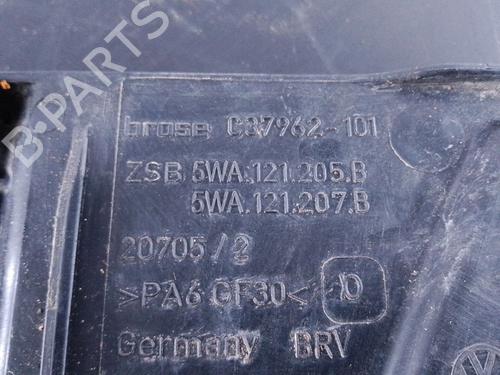 brose C37962-101
ZSB 5WA.121.205.B
5WA.121.207.B
20705/2
>PA6 GF30<
Germany BRV
B-PARTS